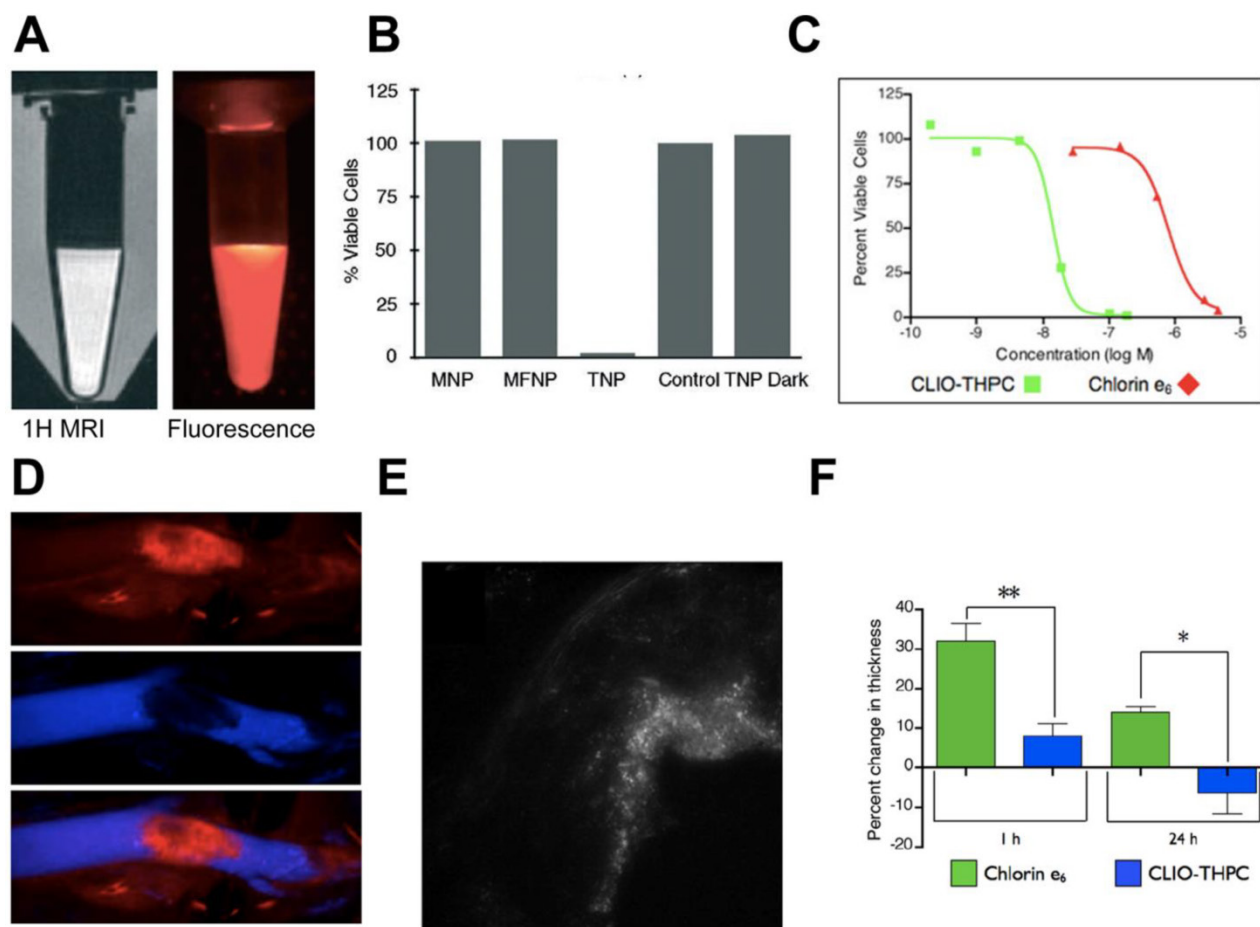 A
1H MRI
Fluorescence
B
% Viable Cells
125
100
75
50
25
0
MNP
MFNP
TNP
Control
TNP Dark
C
Percent Viable Cells
125
100
75
50
25
0
-10
-9
-8
-7
-6
-5
Concentration (log M)
CLIO-THPC
Chlorin e₆
D
E
F
Percent change in thickness
40
30
20
10
0
-10
-20
**
*
1 h
24 h
Chlorin e₆
CLIO-THPC